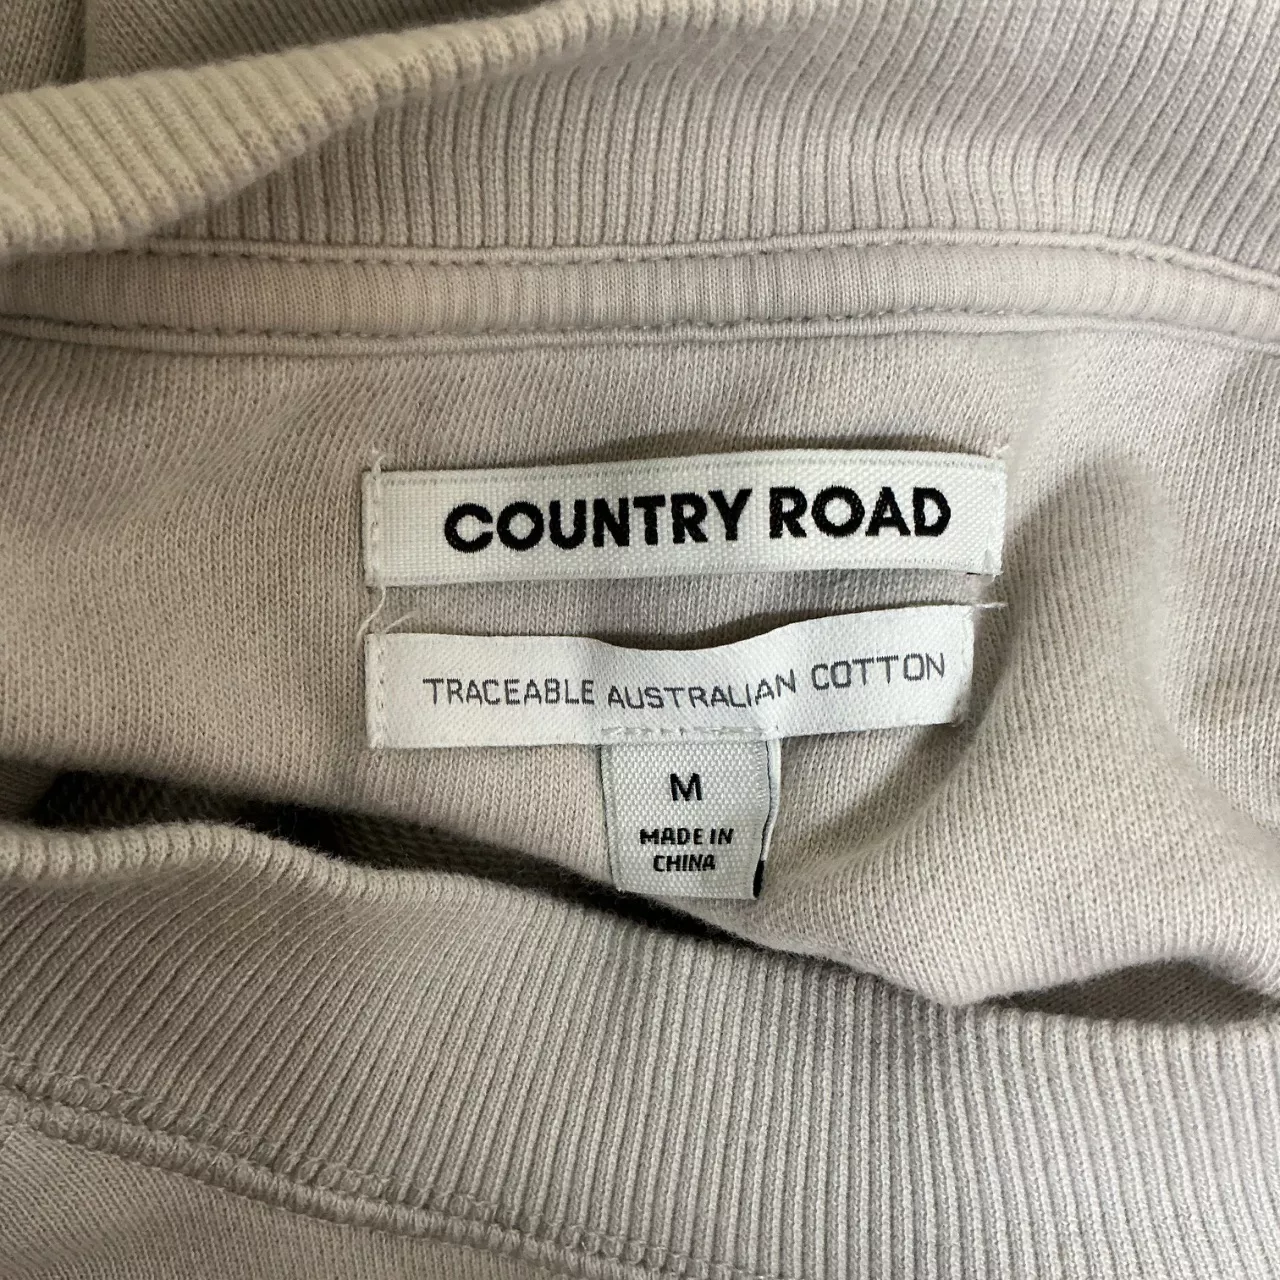 COUNTRY ROAD
TRACEABLE AUSTRALIAN COTTON
M
MADE IN
CHINA